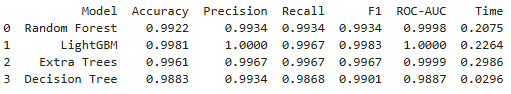 Model Accuracy Precision Recall F1 ROC-AUC Time
0 Random Forest 0.9922 0.9934 0.9934 0.9934 0.9998 0.2075
1 LightGBM 0.9981 1.0000 0.9967 0.9983 1.0000 0.2264
2 Extra Trees 0.9961 0.9967 0.9967 0.9967 0.9999 0.2986
3 Decision Tree 0.9883 0.9934 0.9868 0.9901 0.9887 0.0296